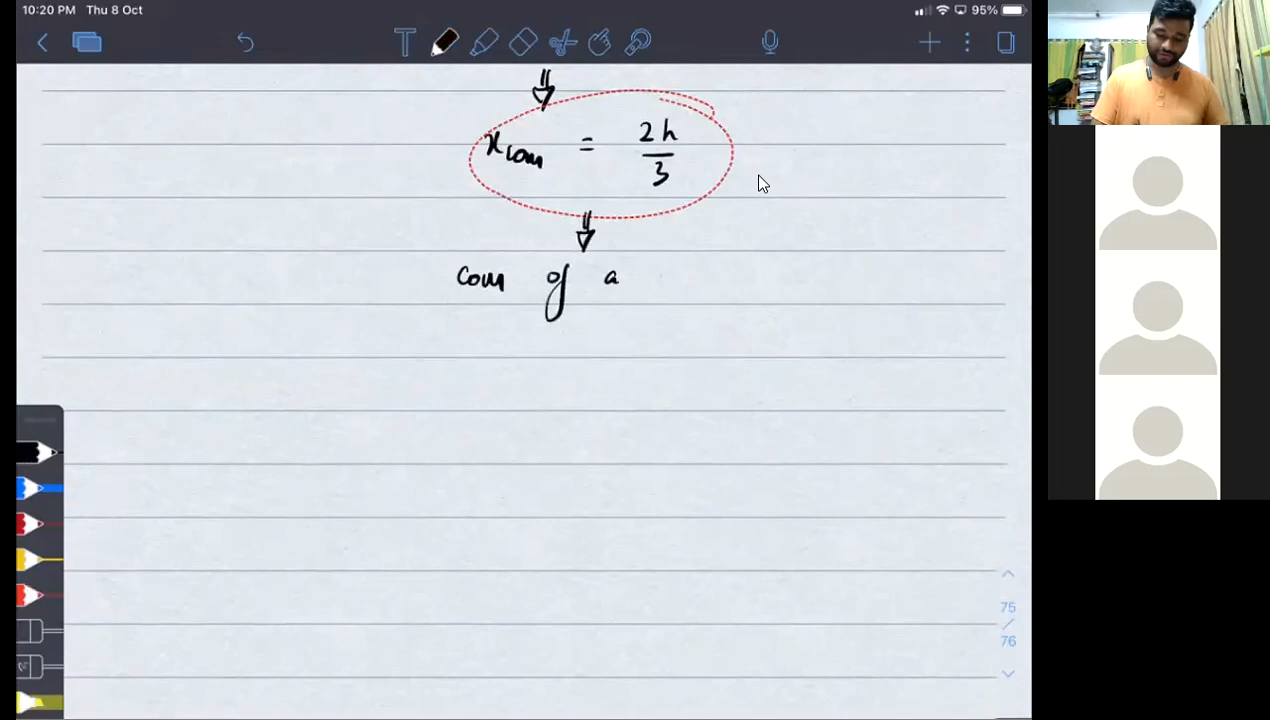 10:20 PM Thu 8 Oct 95%
T
x_com = 2h/3
com of a
75
/
76